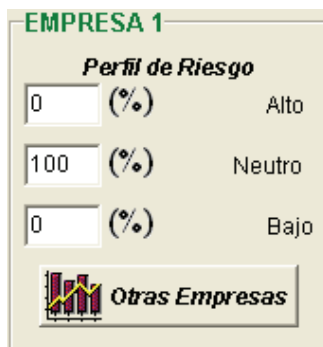 EMPRESA 1
Perfil de Riesgo
0 (%) Alto
100 (%) Neutro
0 (%) Bajo
Otras Empresas